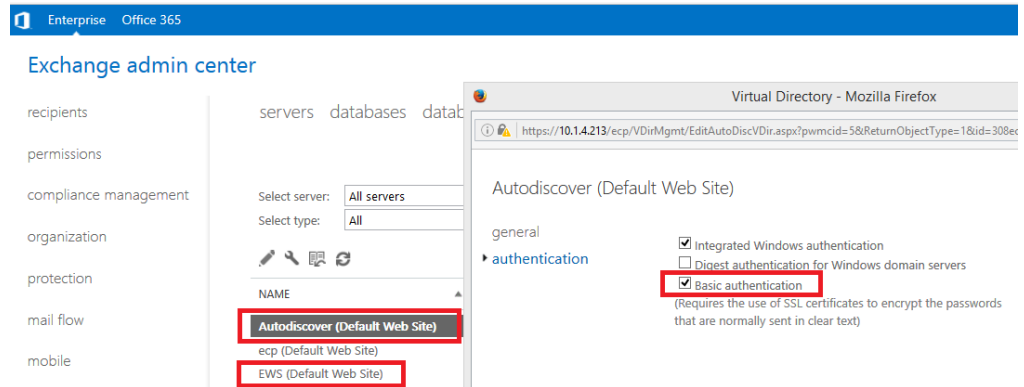 Enterprise Office 365
Exchange admin center
recipients
permissions
compliance management
organization
protection
mail flow
mobile
servers databases datab
Select server: All servers
Select type: All
NAME
Autodiscover (Default Web Site)
ecp (Default Web Site)
EWS (Default Web Site)
Virtual Directory - Mozilla Firefox
https://10.1.4.213/ecp/VDirMgmt/EditAutoDiscVDir.aspx?pwmcid=5&ReturnObjectType=1&id=308ec
Autodiscover (Default Web Site)
general
authentication
Integrated Windows authentication
Digest authentication for Windows domain servers
Basic authentication
(Requires the use of SSL certificates to encrypt the passwords
that are normally sent in clear text)